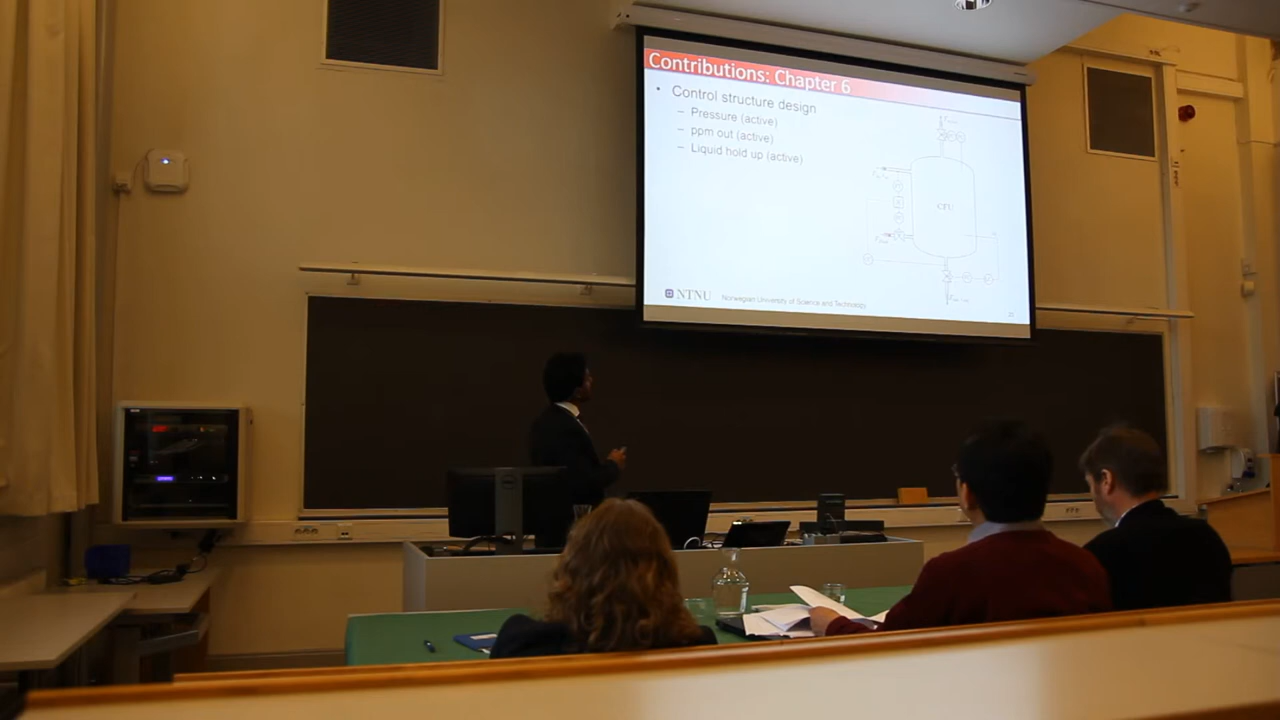 Contributions: Chapter 6
• Control structure design
– Pressure (active)
– ppm out (active)
– Liquid hold up (active)
CFU
NTNU
Norwegian University of Science and Technology
DELL